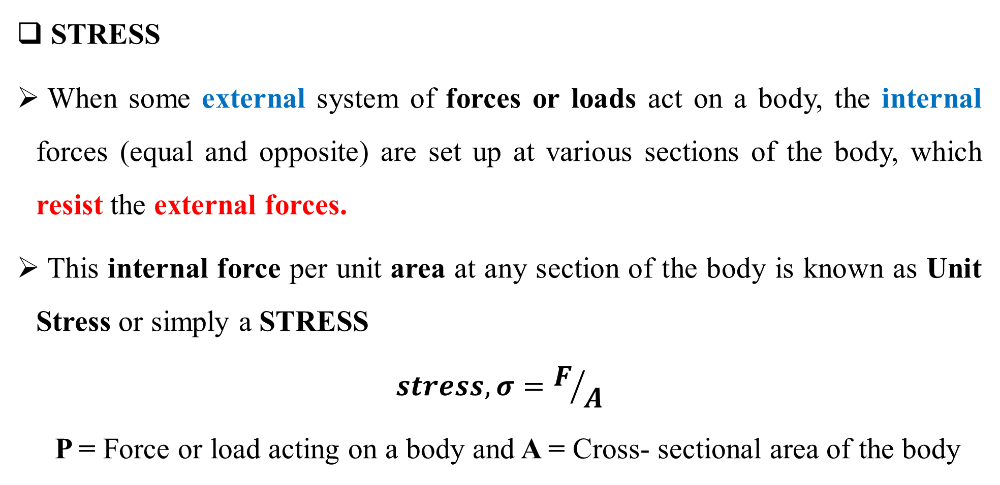 ❑ STRESS
➢ When some external system of forces or loads act on a body, the internal
forces (equal and opposite) are set up at various sections of the body, which
resist the external forces.
➢ This internal force per unit area at any section of the body is known as Unit
Stress or simply a STRESS
stress, σ = F/A
P = Force or load acting on a body and A = Cross- sectional area of the body